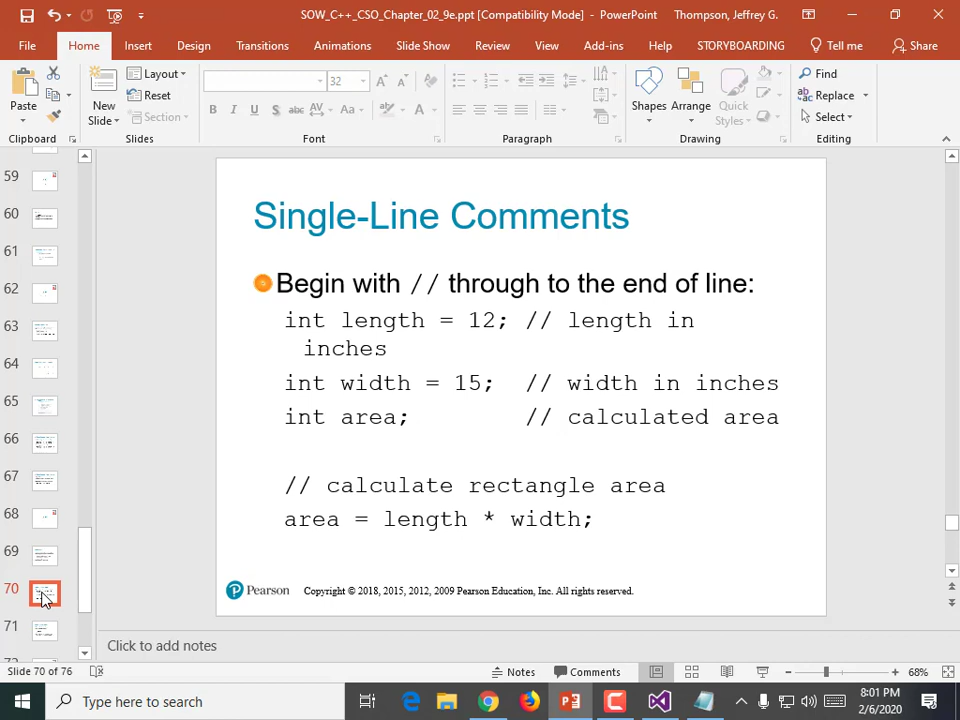 SOW_C++_CSO_Chapter_02_9e.ppt [Compatibility Mode] - PowerPoint
Thompson, Jeffrey G.
File Home Insert Design Transitions Animations Slide Show Review View Add-ins Help STORYBOARDING Tell me Share
Paste
New
Slide
Layout
Reset
Section
32
B I U S abc AV Aa A
Shapes
Arrange
Quick
Styles
Find
Replace
Select
Clipboard Slides Font Paragraph Drawing Editing
59
60
61
62
63
64
65
66
67
68
69
70
71
Single-Line Comments
Begin with // through to the end of line:
int length = 12; // length in
inches
int width = 15; // width in inches
int area; // calculated area
// calculate rectangle area
area = length * width;
Pearson
Copyright © 2018, 2015, 2012, 2009 Pearson Education, Inc. All rights reserved.
Click to add notes
Slide 70 of 76
Notes
Comments
68%
Type here to search
8:01 PM
2/6/2020